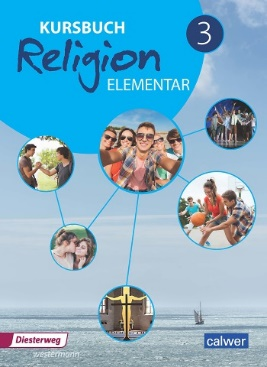 KURSBUCH
3
Religion
ELEMENTAR
Diesterweg
westermann
calwer